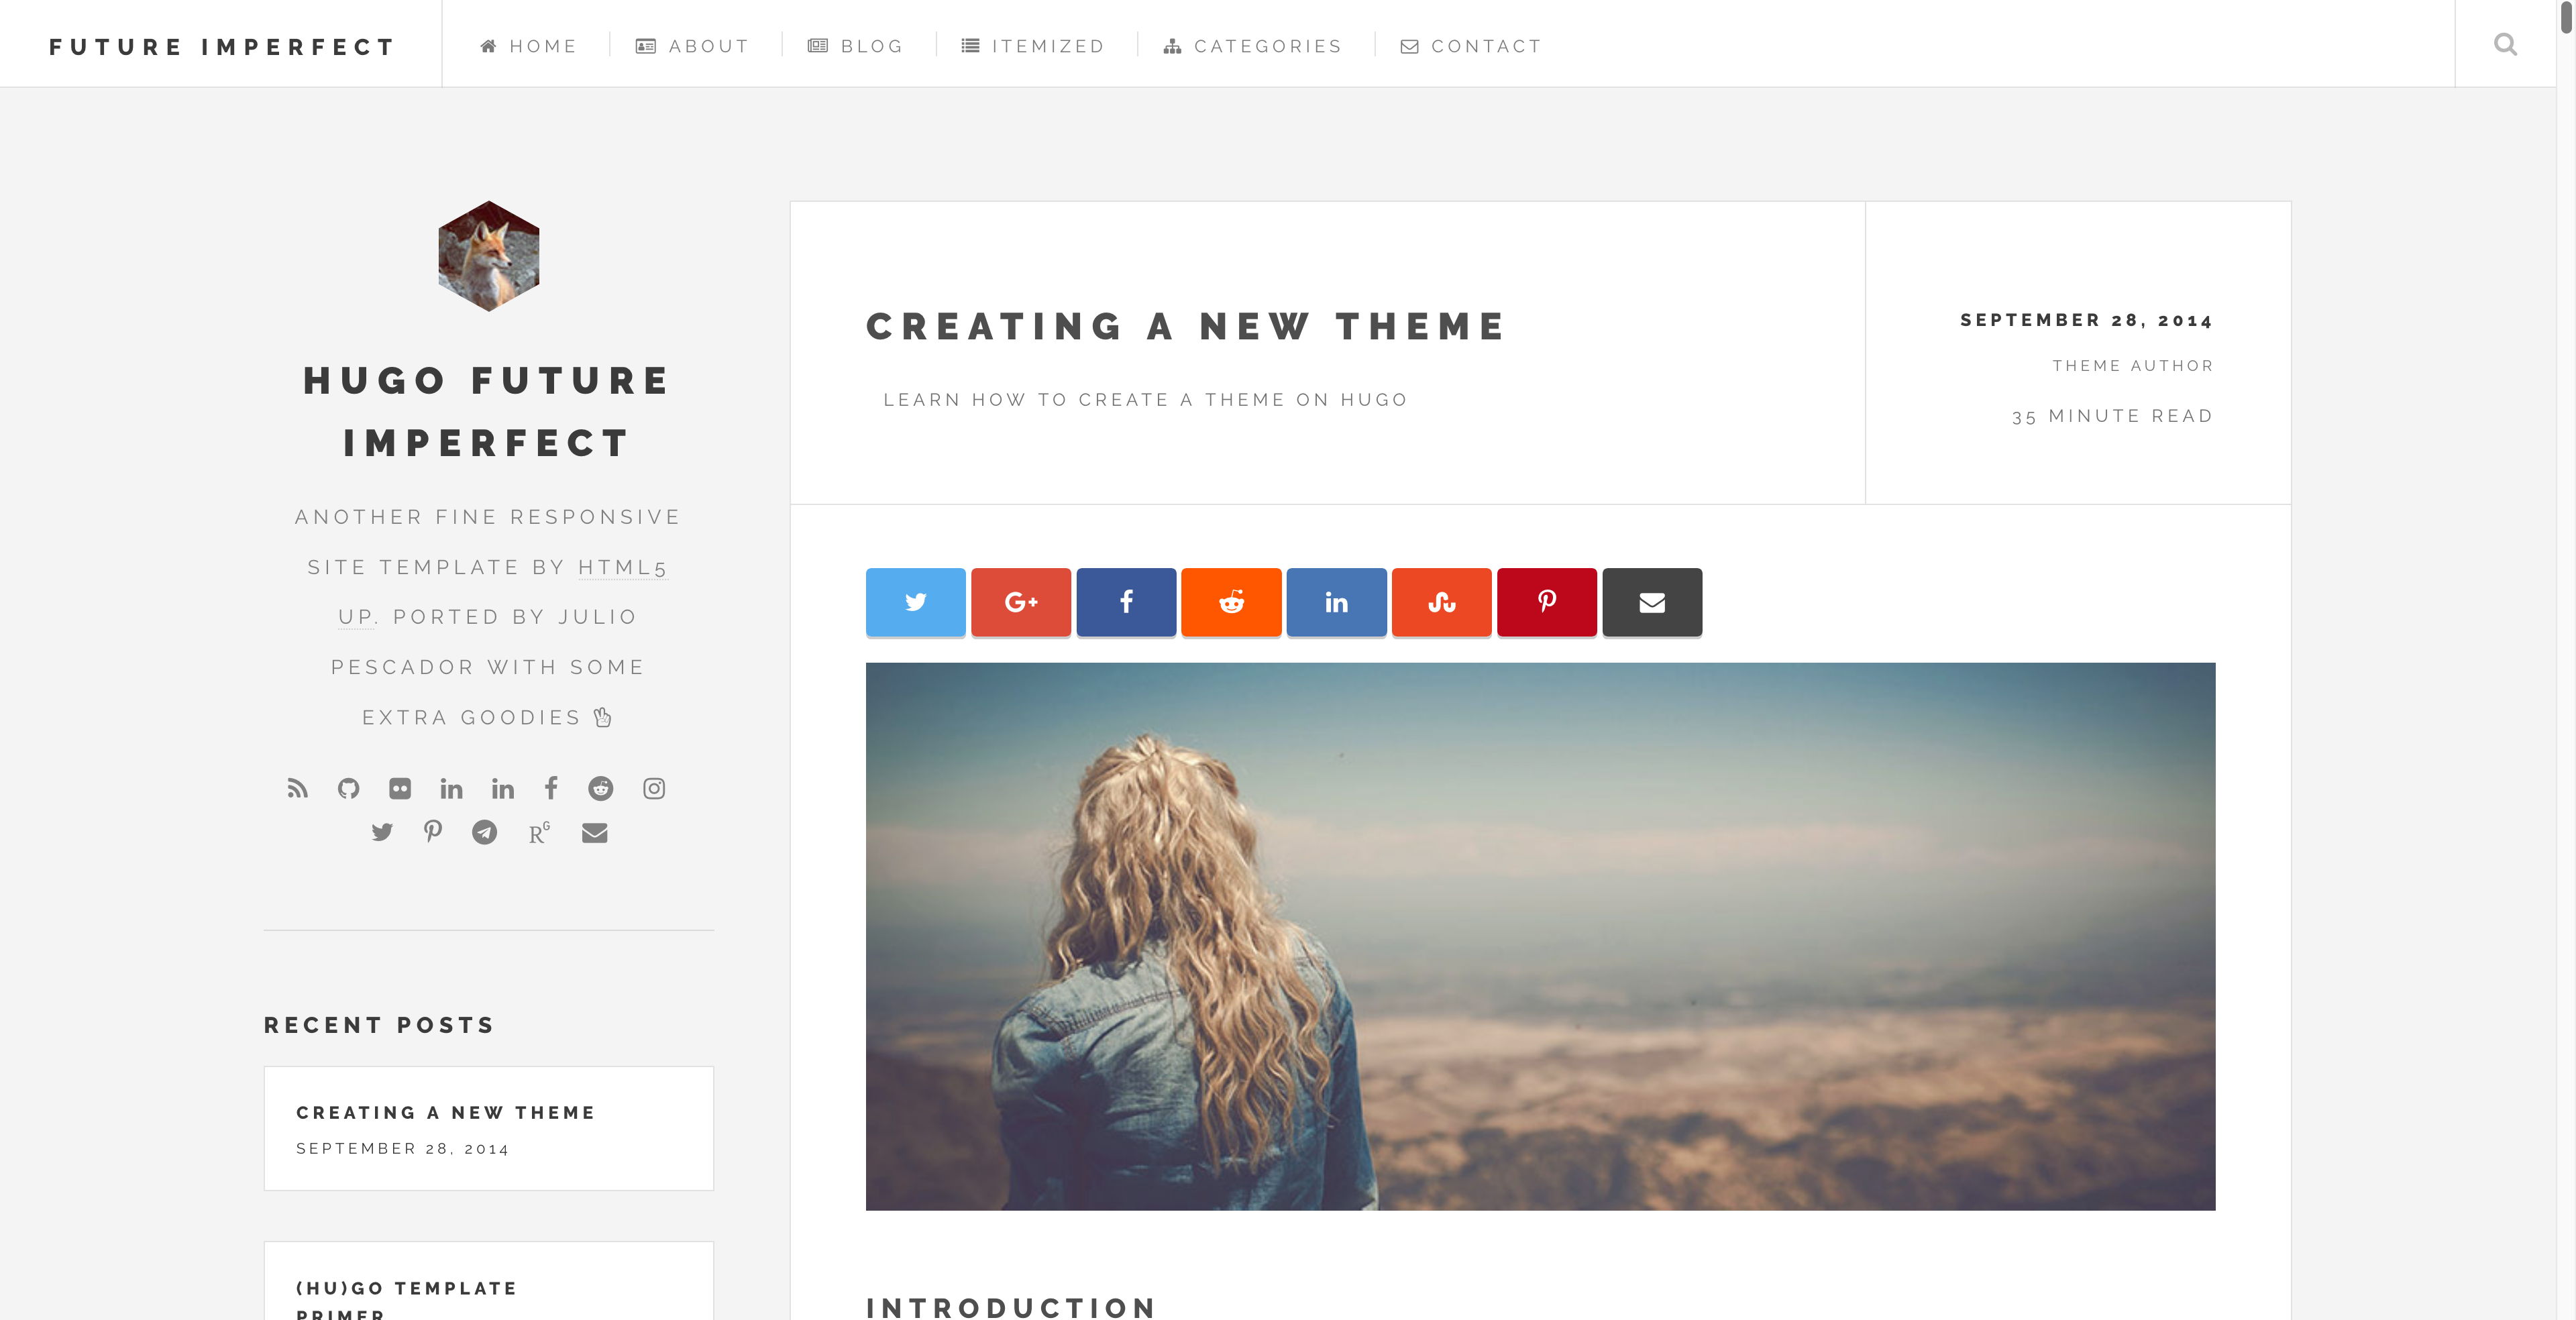 FUTURE IMPERFECT
HOME
ABOUT
BLOG
ITEMIZED
CATEGORIES
CONTACT
HUGO FUTURE
IMPERFECT
ANOTHER FINE RESPONSIVE
SITE TEMPLATE BY HTML5
UP. PORTED BY JULIO
PESCADOR WITH SOME
EXTRA GOODIES
RG
RECENT POSTS
CREATING A NEW THEME
SEPTEMBER 28, 2014
(HU)GO TEMPLATE
PRIMER
CREATING A NEW THEME
LEARN HOW TO CREATE A THEME ON HUGO
SEPTEMBER 28, 2014
THEME AUTHOR
35 MINUTE READ
INTRODUCTION